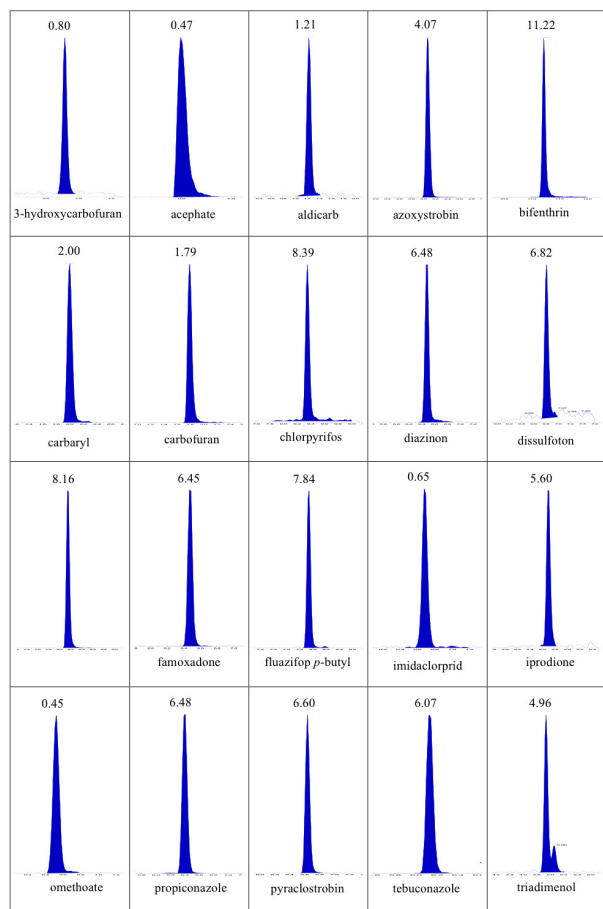 0.80 0.47 1.21 4.07 11.22
3-hydroxycarbofuran acephate aldicarb azoxystrobin bifenthrin
2.00 1.79 8.39 6.48 6.82
carbaryl carbofuran chlorpyrifos diazinon dissulfoton
8.16 6.45 7.84 0.65 5.60
famoxadone fluazifop p-butyl imidaclorprid iprodione
0.45 6.48 6.60 6.07 4.96
omethoate propiconazole pyraclostrobin tebuconazole triadimenol